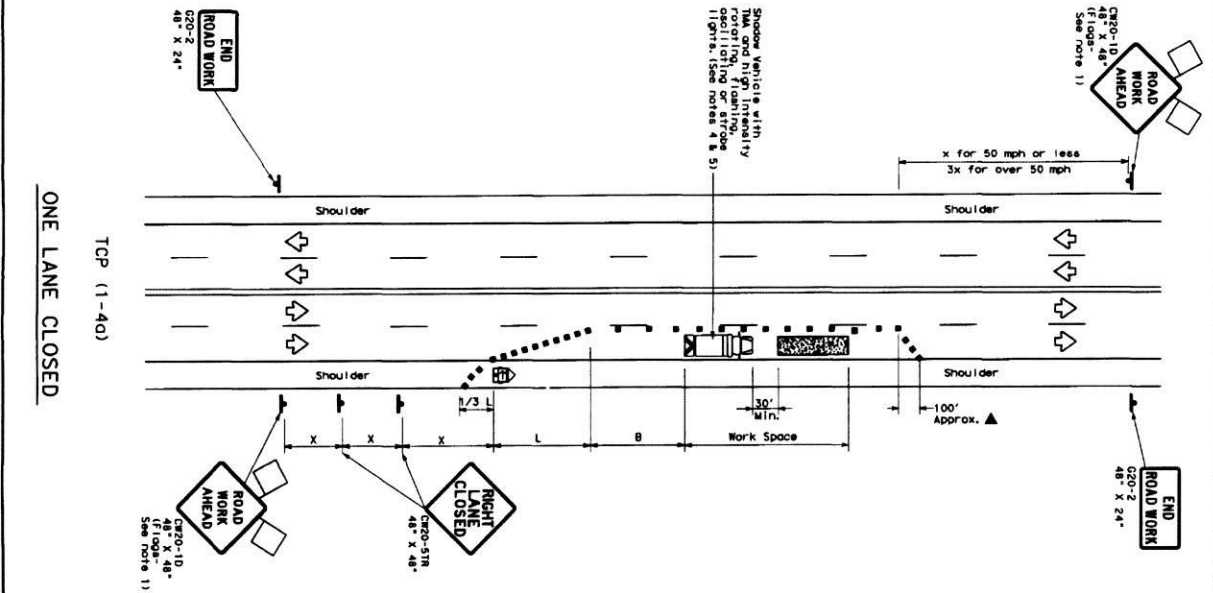 CW20-1D
48" X 48"
(Flags-
See note 1)
ROAD
WORK
AHEAD
Shadow Vehicle with
TMA and high intensity
rotating, flashing,
oscillating or strobe
lights. (See notes 4 & 5)
END
ROAD WORK
G20-2
48" X 24"
x for 50 mph or less
3x for over 50 mph
Shoulder
Shoulder
Shoulder
Shoulder
1/3 L
X
X
X
L
B
30'
Min.
Work Space
100'
Approx. ▲
RIGHT
LANE
CLOSED
CW20-5TR
48" X 48"
ROAD
WORK
AHEAD
CW20-1D
48" X 48"
(Flags-
See note 1)
END
ROAD WORK
G20-2
48" X 24"
TCP (1-4a)
ONE LANE CLOSED